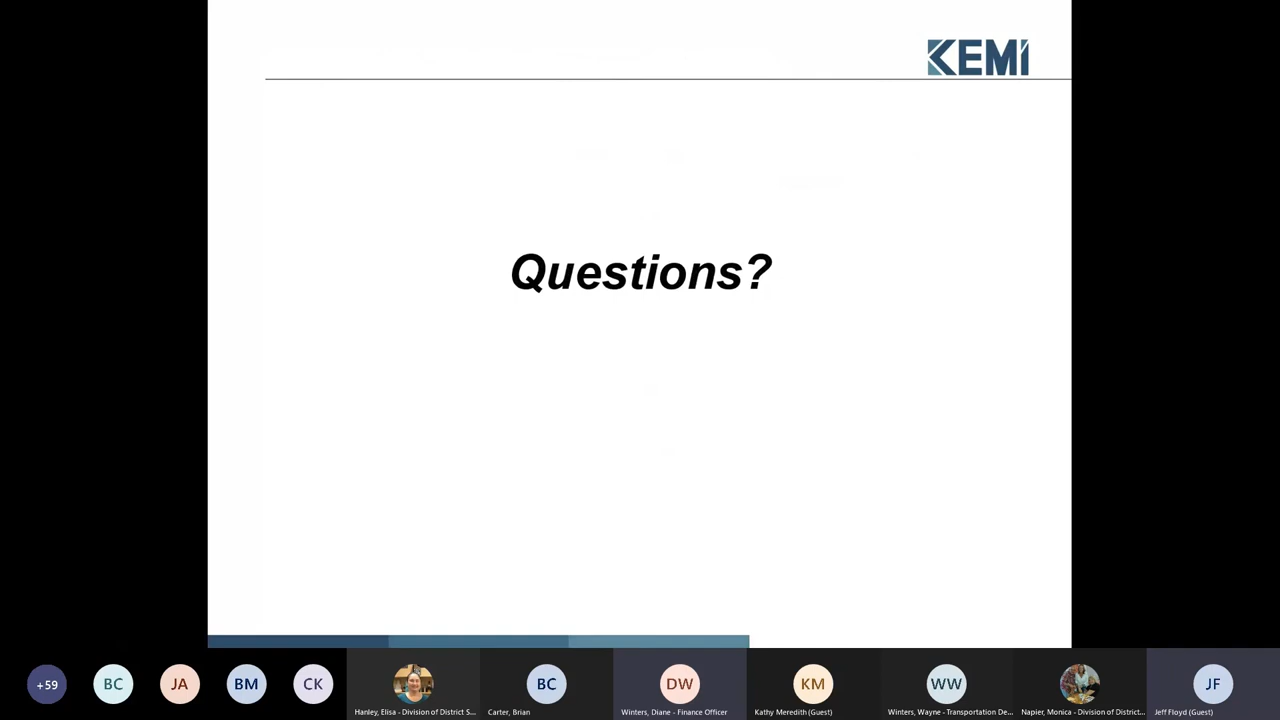 KEMI
Questions?
+59
BC
JA
BM
CK
Hanley, Elisa - Division of District S...
BC
Carter, Brian
DW
Winters, Diane - Finance Officer
KM
Kathy Meredith (Guest)
WW
Winters, Wayne - Transportation De...
Napier, Monica - Division of District...
JF
Jeff Floyd (Guest)